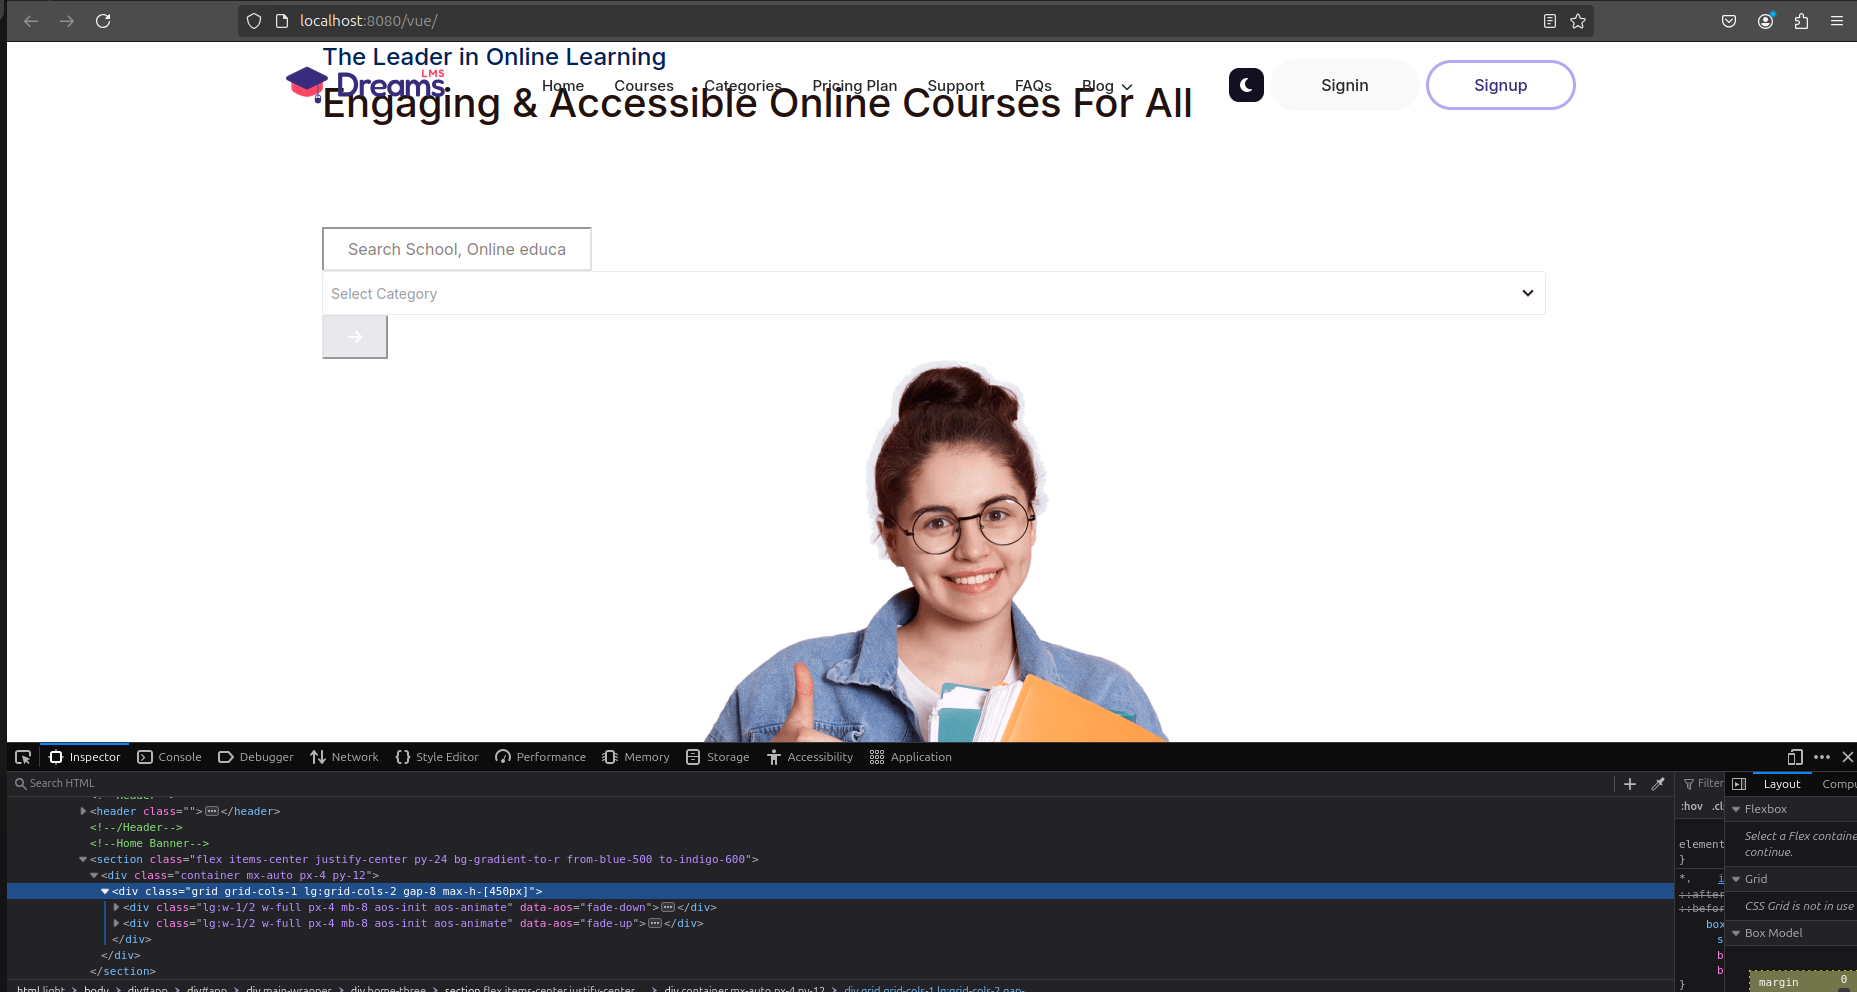 localhost:8080/vue/
The Leader in Online Learning
DreamsLMS
Home Courses Categories Pricing Plan Support FAQs Blog
Signin
Signup
Engaging & Accessible Online Courses For All
Search School, Online educa
Select Category
Inspector Console Debugger Network Style Editor Performance Memory Storage Accessibility Application
Search HTML
Filter
Layout
Compu
:hov .cl
<header class=""></header>
<!--/Header-->
<!--Home Banner-->
<section class="flex items-center justify-center py-24 bg-gradient-to-r from-blue-500 to-indigo-600">
<div class="container mx-auto px-4 py-12">
<div class="grid grid-cols-1 lg:grid-cols-2 gap-8 max-h-[450px]">
<div class="lg:w-1/2 w-full px-4 mb-8 aos-init aos-animate" data-aos="fade-down"></div>
<div class="lg:w-1/2 w-full px-4 mb-8 aos-init aos-animate" data-aos="fade-up"></div>
</div>
</div>
</section>
element
}
*, i
::after
::befor
box
s
b
b
}
Flexbox
Select a Flex containe
continue.
Grid
CSS Grid is not in use
Box Model
margin 0
html.light > body > div#app > div#app > div.main-wrapper > div.home-three > section.flex.items-center.justify-center... > div.container.mx-auto.px-4.py-12 > div.grid.grid-cols-1.lg:grid-cols-2.gap-